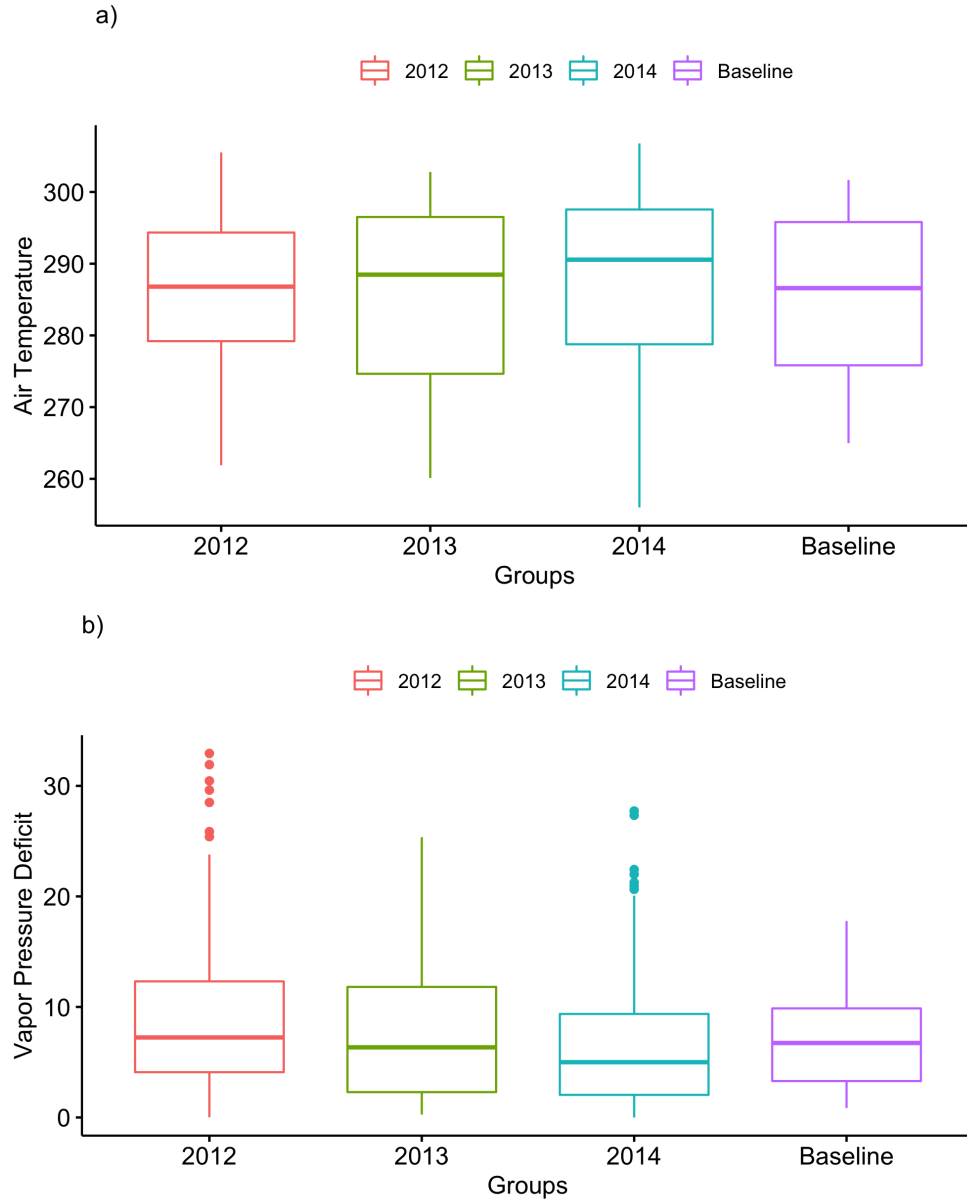 a)
2012 2013 2014 Baseline
300
290
280
270
260
Air Temperature
2012 2013 2014 Baseline
Groups
b)
2012 2013 2014 Baseline
30
20
10
0
Vapor Pressure Deficit
2012 2013 2014 Baseline
Groups